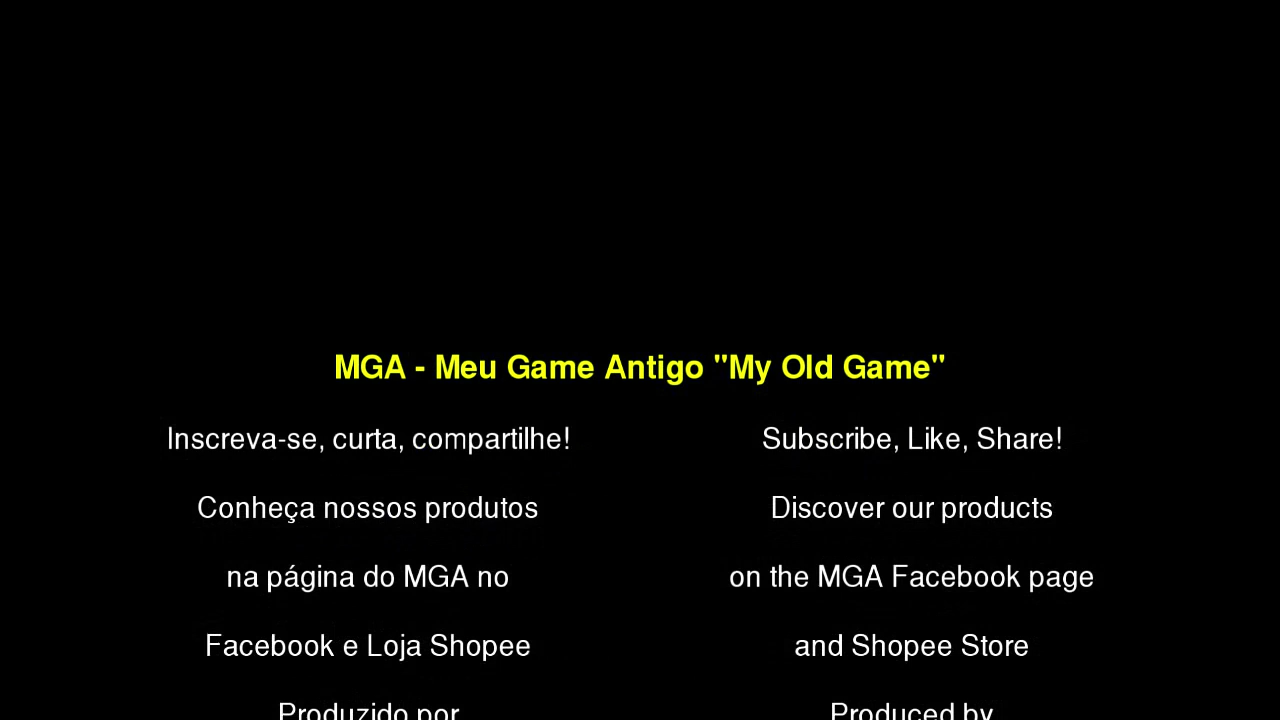 MGA - Meu Game Antigo "My Old Game"
Inscreva-se, curta, compartilhe!
Conheça nossos produtos
na página do MGA no
Facebook e Loja Shopee
Produzido por
Subscribe, Like, Share!
Discover our products
on the MGA Facebook page
and Shopee Store
Produced by